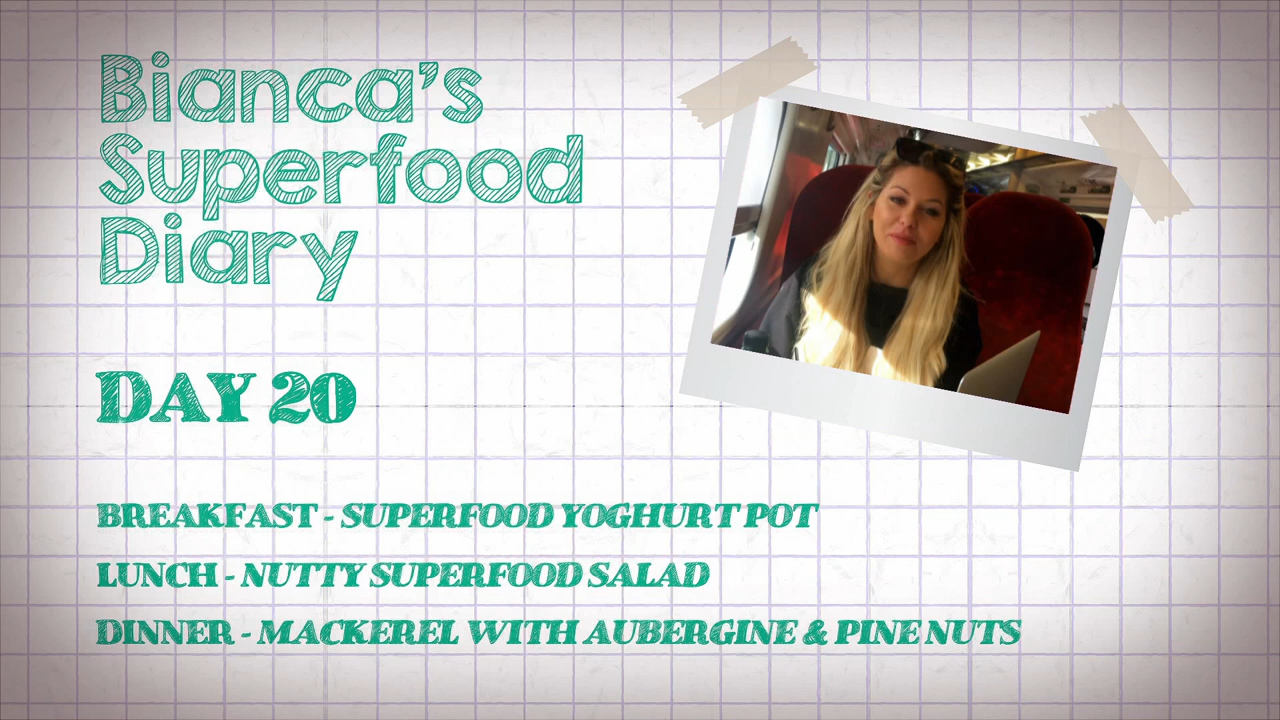 Bianca's
Superfood
Diary
DAY 20
BREAKFAST - SUPERFOOD YOGHURT POT
LUNCH - NUTTY SUPERFOOD SALAD
DINNER - MACKEREL WITH AUBERGINE & PINE NUTS